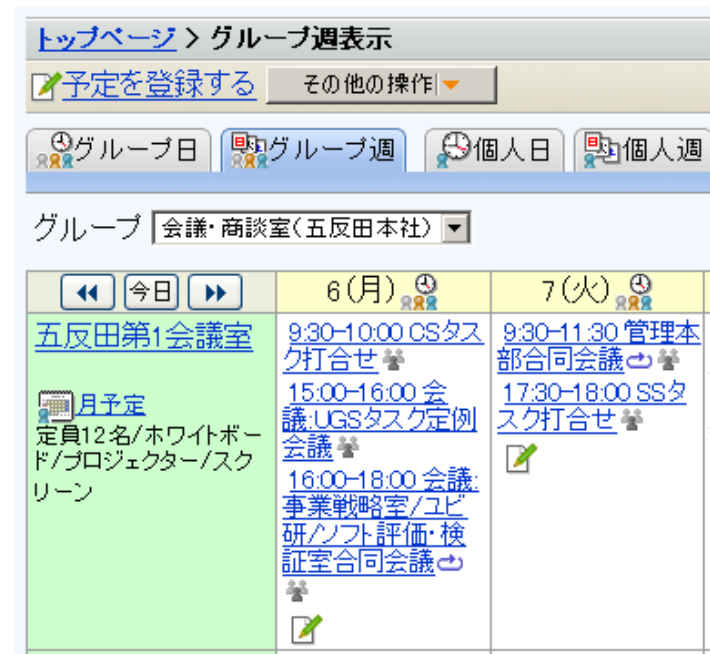 トップページ > グループ週表示
予定を登録する その他の操作
グループ日 グループ週 個人日 個人週
グループ 会議・商談室(五反田本社)
今日 6(月) 7(火)
五反田第1会議室
月予定
定員12名/ホワイトボー
ド/プロジェクター/スク
リーン
9:30-10:00 CSタス
ク打合せ
15:00-16:00 会
議:UGSタスク定例
会議
16:00-18:00 会議:
事業戦略室/ユビ
研/ソフト評価・検
証室合同会議
9:30-11:30 管理本
部合同会議
17:30-18:00 SSタ
スク打合せ